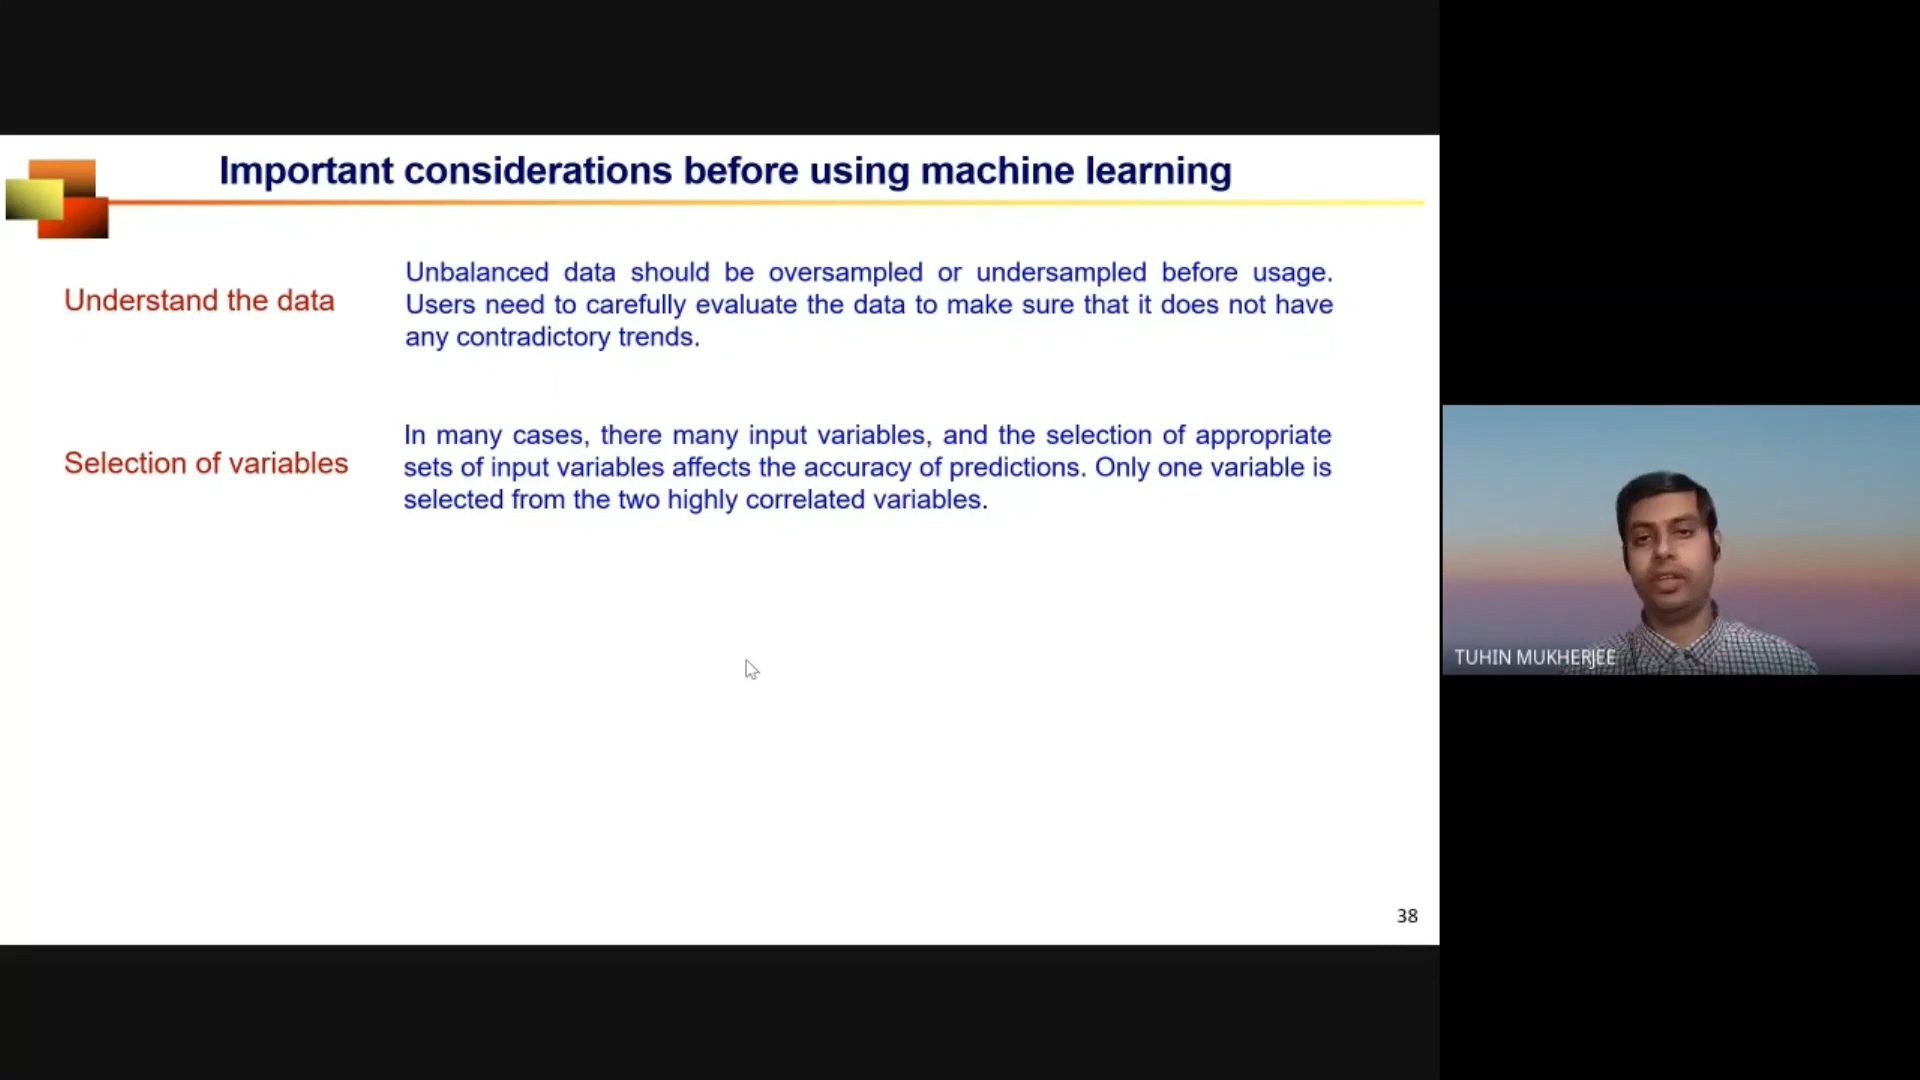 Important considerations before using machine learning
Understand the data
Unbalanced data should be oversampled or undersampled before usage.
Users need to carefully evaluate the data to make sure that it does not have
any contradictory trends.
Selection of variables
In many cases, there many input variables, and the selection of appropriate
sets of input variables affects the accuracy of predictions. Only one variable is
selected from the two highly correlated variables.
38
TUHIN MUKHERJEE